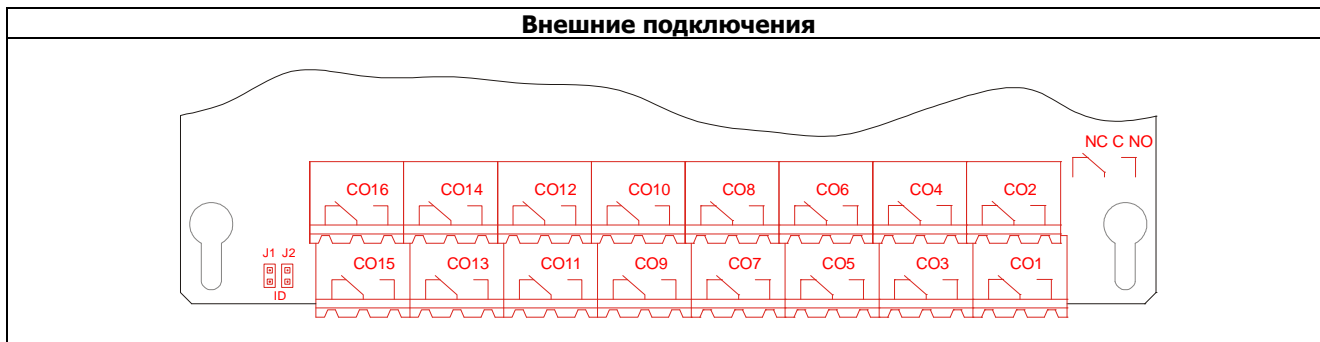 Внешние подключения
NC C NO
CO16 CO14 CO12 CO10 CO8 CO6 CO4 CO2
J1 J2
CO15 CO13 CO11 CO9 CO7 CO5 CO3 CO1
ID